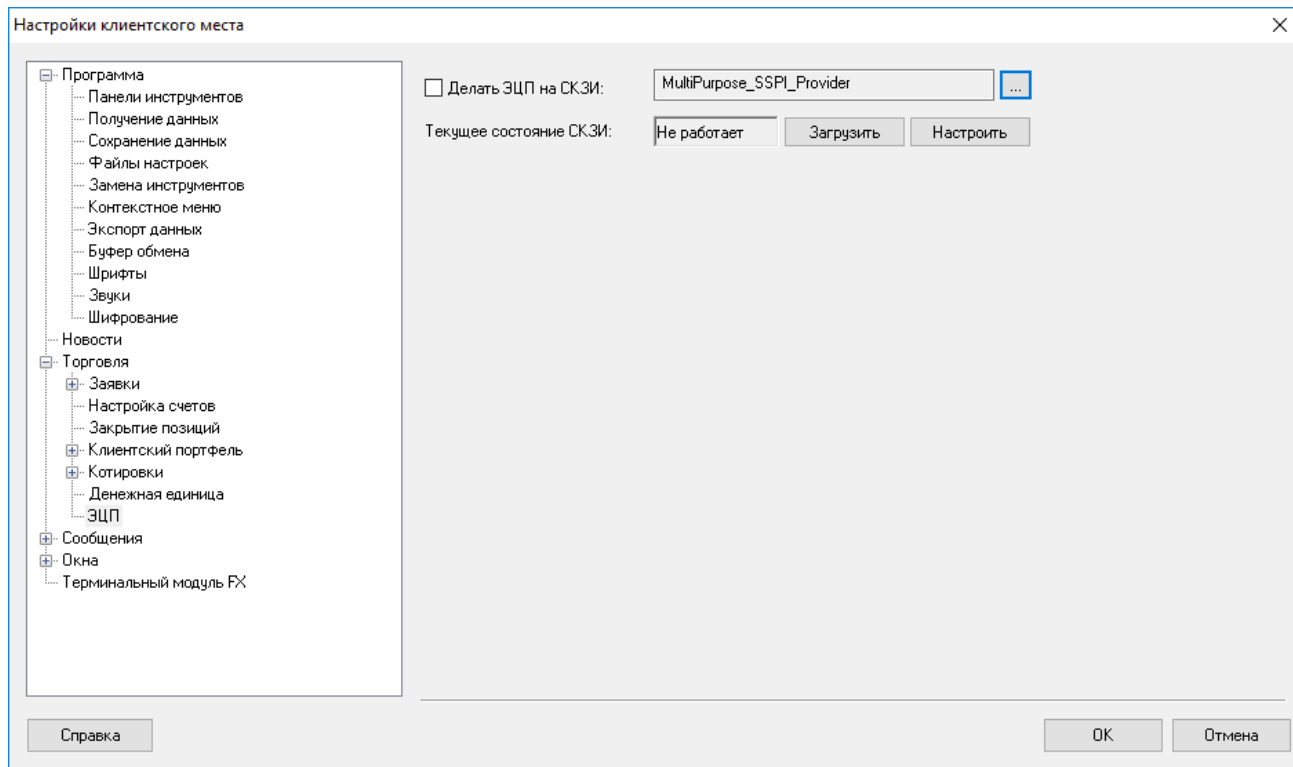 Настройки клиентского места
Программа
Панели инструментов
Получение данных
Сохранение данных
Файлы настроек
Замена инструментов
Контекстное меню
Экспорт данных
Буфер обмена
Шрифты
Звуки
Шифрование
Новости
Торговля
Заявки
Настройка счетов
Закрытие позиций
Клиентский портфель
Котировки
Денежная единица
ЭЦП
Сообщения
Окна
Терминальный модуль FX
Делать ЭЦП на СКЗИ: MultiPurpose_SSPI_Provider ...
Текущее состояние СКЗИ: Не работает Загрузить Настроить
Справка OK Отмена